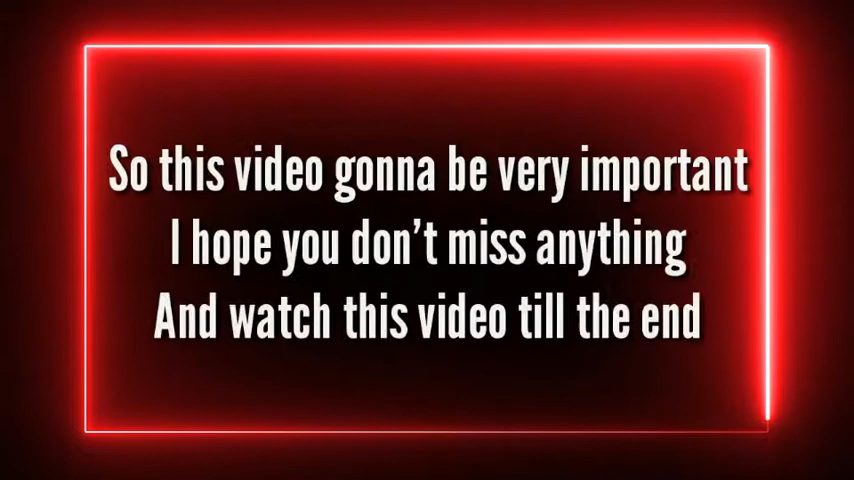 So this video gonna be very important
I hope you don't miss anything
And watch this video till the end